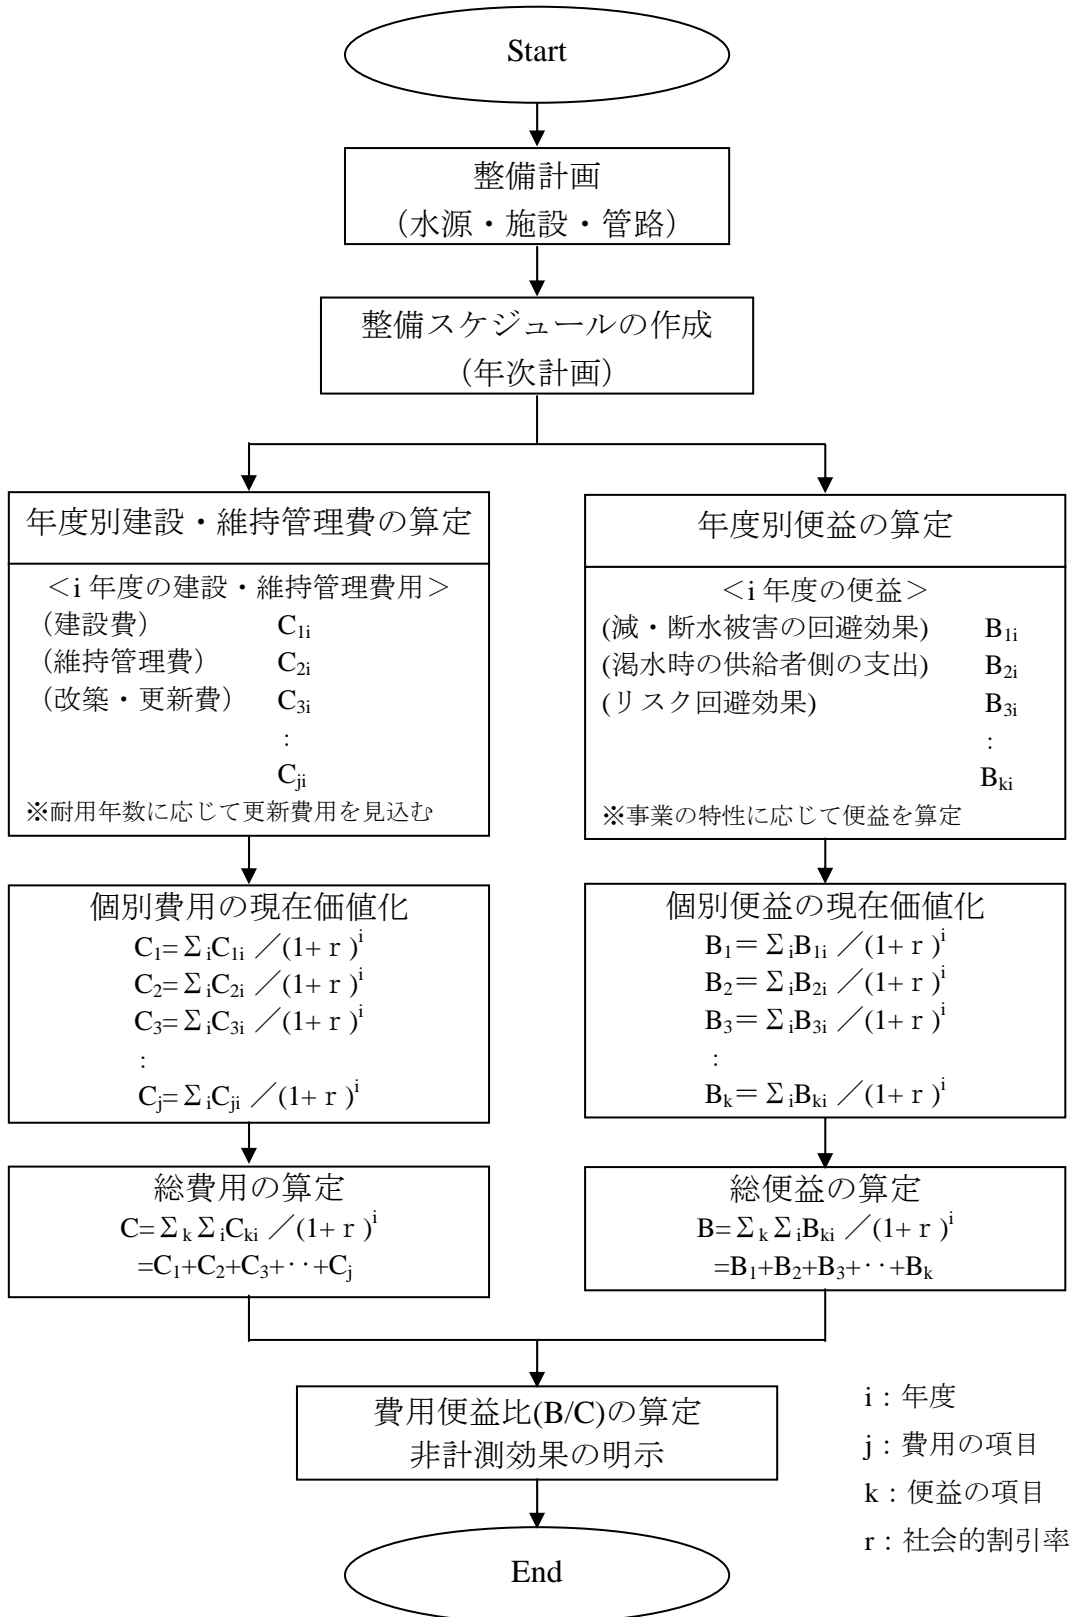 Start
整備計画
（水源・施設・管路）
整備スケジュールの作成
（年次計画）
年度別建設・維持管理費の算定
＜i 年度の建設・維持管理費用＞
（建設費） C1i
（維持管理費） C2i
（改築・更新費） C3i
：
Cji
※耐用年数に応じて更新費用を見込む
年度別便益の算定
＜i 年度の便益＞
(減・断水被害の回避効果) B1i
(渇水時の供給者側の支出) B2i
(リスク回避効果) B3i
：
Bki
※事業の特性に応じて便益を算定
個別費用の現在価値化
C1=ΣiC1i ／(1+ｒ)^i
C2=ΣiC2i ／(1+ｒ)^i
C3=ΣiC3i ／(1+ｒ)^i
：
Cj=ΣiCji ／(1+ｒ)^i
個別便益の現在価値化
B1＝ΣiB1i ／(1+ｒ)^i
B2＝ΣiB2i ／(1+ｒ)^i
B3＝ΣiB3i ／(1+ｒ)^i
：
Bk＝ΣiBki ／(1+ｒ)^i
総費用の算定
C=ΣkΣiCki ／(1+ｒ)^i
=C1+C2+C3+‥+Cj
総便益の算定
B=ΣkΣiBki ／(1+ｒ)^i
=B1+B2+B3+‥+Bk
費用便益比(B/C)の算定
非計測効果の明示
i：年度
j：費用の項目
k：便益の項目
r：社会的割引率
End